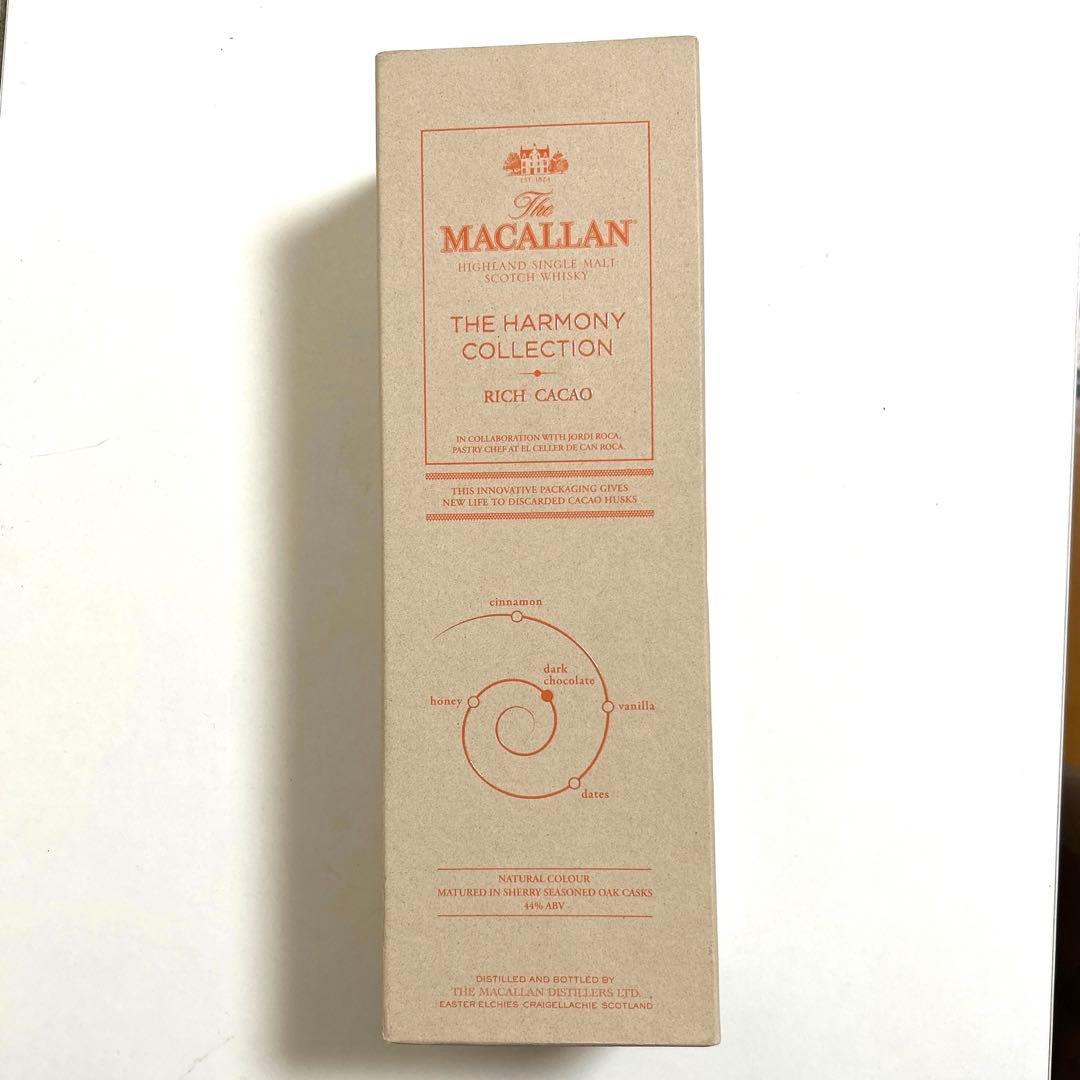 EST. 1824
The
MACALLAN
HIGHLAND SINGLE MALT
SCOTCH WHISKY
THE HARMONY
COLLECTION
RICH CACAO
IN COLLABORATION WITH JORDI ROCA,
PASTRY CHEF AT EL CELLER DE CAN ROCA.
THIS INNOVATIVE PACKAGING GIVES
NEW LIFE TO DISCARDED CACAO HUSKS
cinnamon
dark
chocolate
honey
vanilla
dates
NATURAL COLOUR
MATURED IN SHERRY SEASONED OAK CASKS
44% ABV
DISTILLED AND BOTTLED BY
THE MACALLAN DISTILLERS LTD.
EASTER ELCHIES CRAIGELLACHIE SCOTLAND